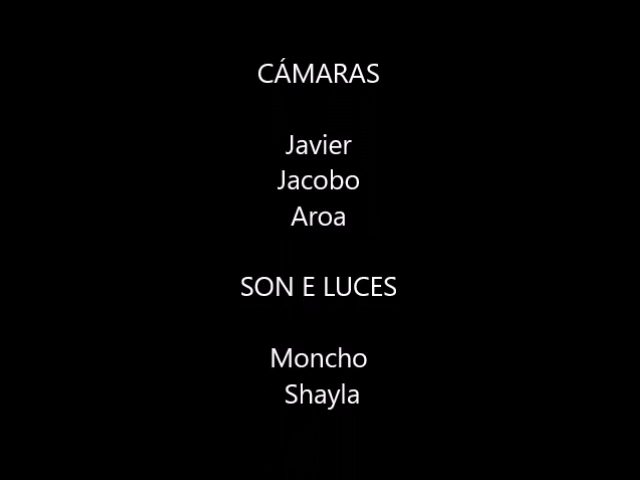 CÁMARAS
Javier
Jacobo
Aroa
SON E LUCES
Moncho
Shayla